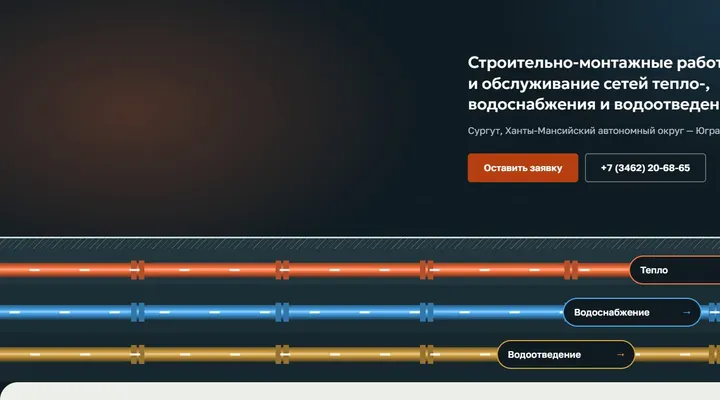 Строительно-монтажные работ
и обслуживание сетей тепло-,
водоснабжения и водоотведен
Сургут, Ханты-Мансийский автономный округ — Югра
Оставить заявку
+7 (3462) 20-68-65
Тепло
Водоснабжение →
Водоотведение →